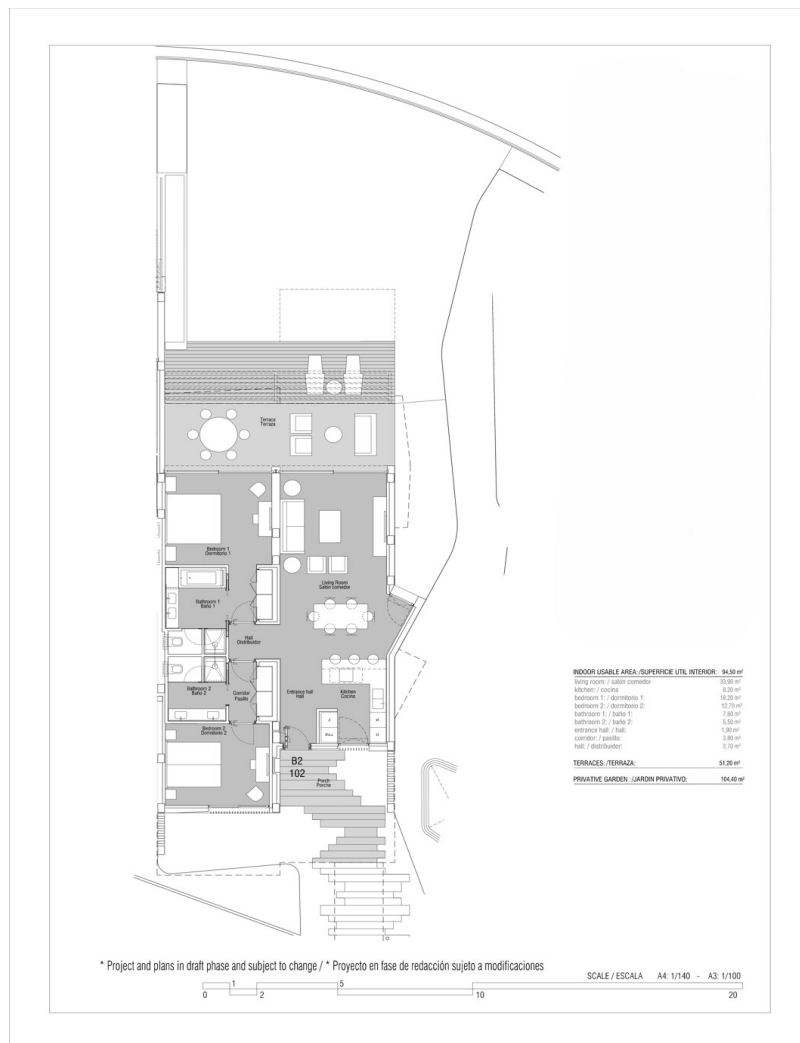 Terrace
Terraza
Bedroom 1
Dormitorio 1
Living Room
Salón comedor
Bathroom 1
Baño 1
Hall
Distribuidor
Bathroom 2
Baño 2
Corridor
Pasillo
Entrance hall
Hall
Kitchen
Cocina
Bedroom 2
Dormitorio 2
B2
102
Porch
Porche
INDOOR USABLE AREA: /SUPERFICIE UTIL INTERIOR: 94,50 m²
living room: / salón comedor 33,90 m²
kitchen: / cocina 8,20 m²
bedroom 1: / dormitorio 1: 18,20 m²
bedroom 2: / dormitorio 2: 12,70 m²
bathroom 1: / baño 1: 7,60 m²
bathroom 2: / baño 2: 5,50 m²
entrance hall: / hall: 1,90 m²
corridor: / pasillo: 3,80 m²
hall: / distribuidor: 2,70 m²
TERRACES: /TERRAZA: 51,20 m²
PRIVATIVE GARDEN :/JARDIN PRIVATIVO: 104,40 m²
* Project and plans in draft phase and subject to change / * Proyecto en fase de redacción sujeto a modificaciones
SCALE / ESCALA A4: 1/140 - A3: 1/100
0 1 2 5 10 20